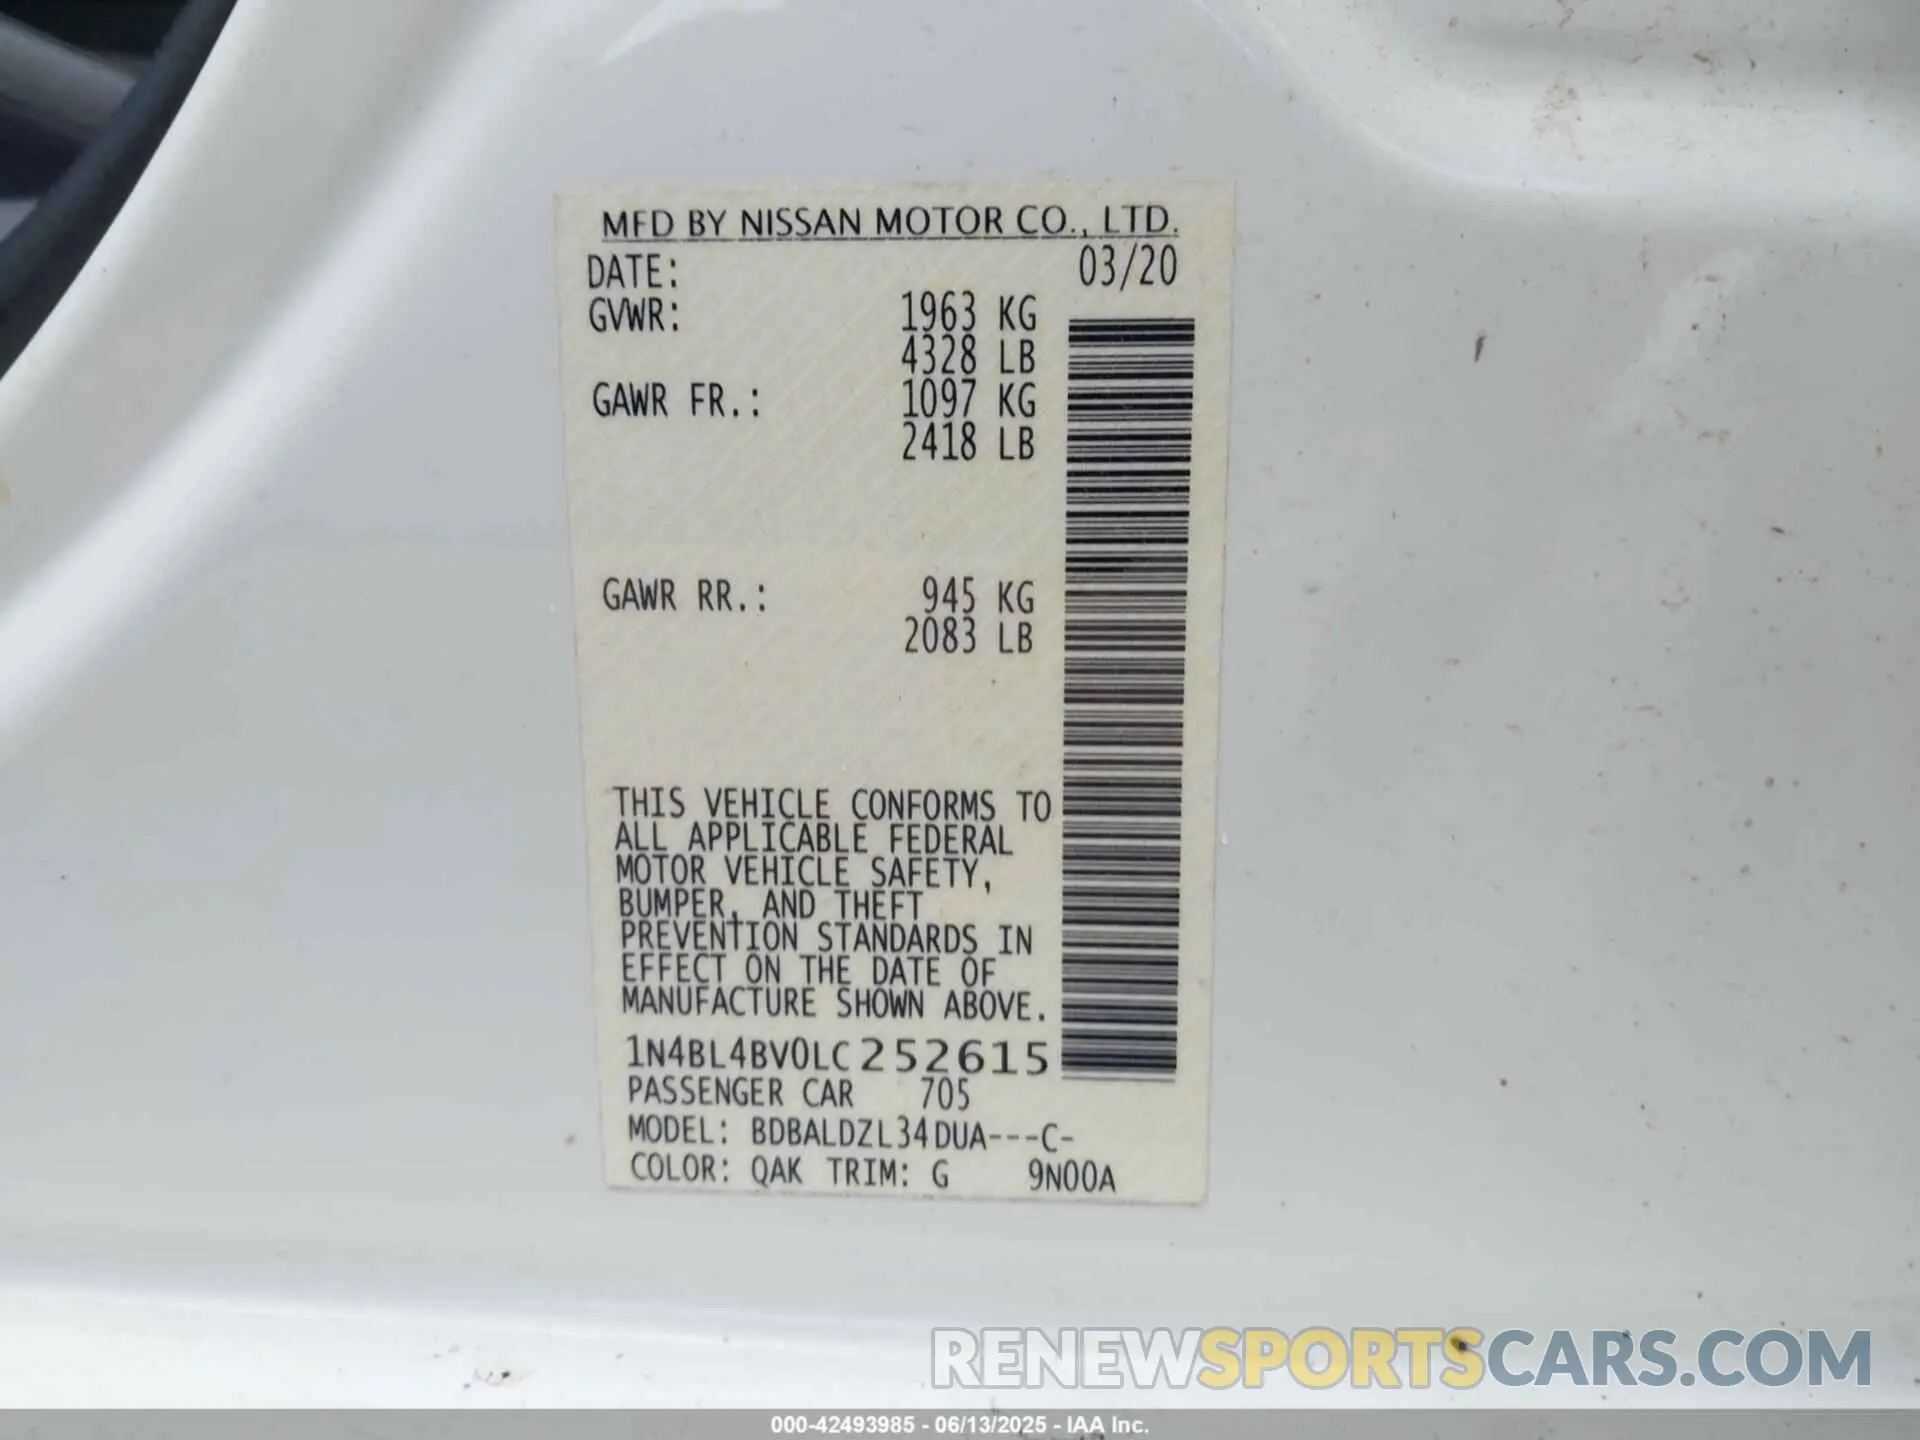 MFD BY NISSAN MOTOR CO., LTD.
DATE: 03/20
GVWR: 1963 KG
4328 LB
GAWR FR.: 1097 KG
2418 LB
GAWR RR.: 945 KG
2083 LB
THIS VEHICLE CONFORMS TO
ALL APPLICABLE FEDERAL
MOTOR VEHICLE SAFETY,
BUMPER, AND THEFT
PREVENTION STANDARDS IN
EFFECT ON THE DATE OF
MANUFACTURE SHOWN ABOVE.
1N4BL4BV0LC252615
PASSENGER CAR 705
MODEL: BDBALDZL34DUA---C-
COLOR: QAK TRIM: G 9N00A
RENEWSPORTSCARS.COM
000-42493985 - 06/13/2025 - IAA Inc.